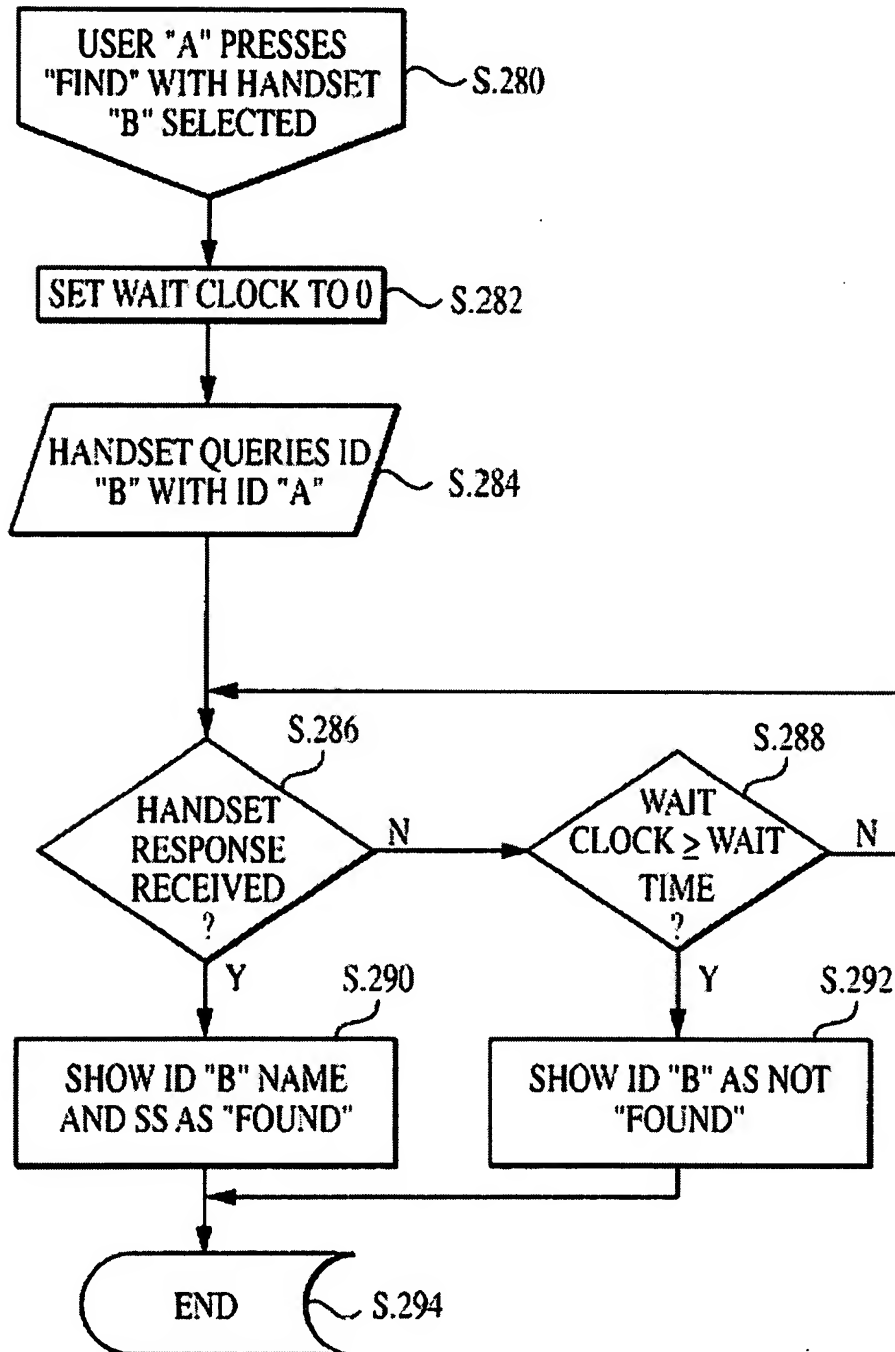 USER "A" PRESSES
"FIND" WITH HANDSET
"B" SELECTED
S.280
SET WAIT CLOCK TO 0
S.282
HANDSET QUERIES ID
"B" WITH ID "A"
S.284
S.286
HANDSET
RESPONSE
RECEIVED
?
N
Y
S.288
WAIT
CLOCK ≥ WAIT
TIME
?
N
Y
S.290
SHOW ID "B" NAME
AND SS AS "FOUND"
S.292
SHOW ID "B" AS NOT
"FOUND"
END
S.294